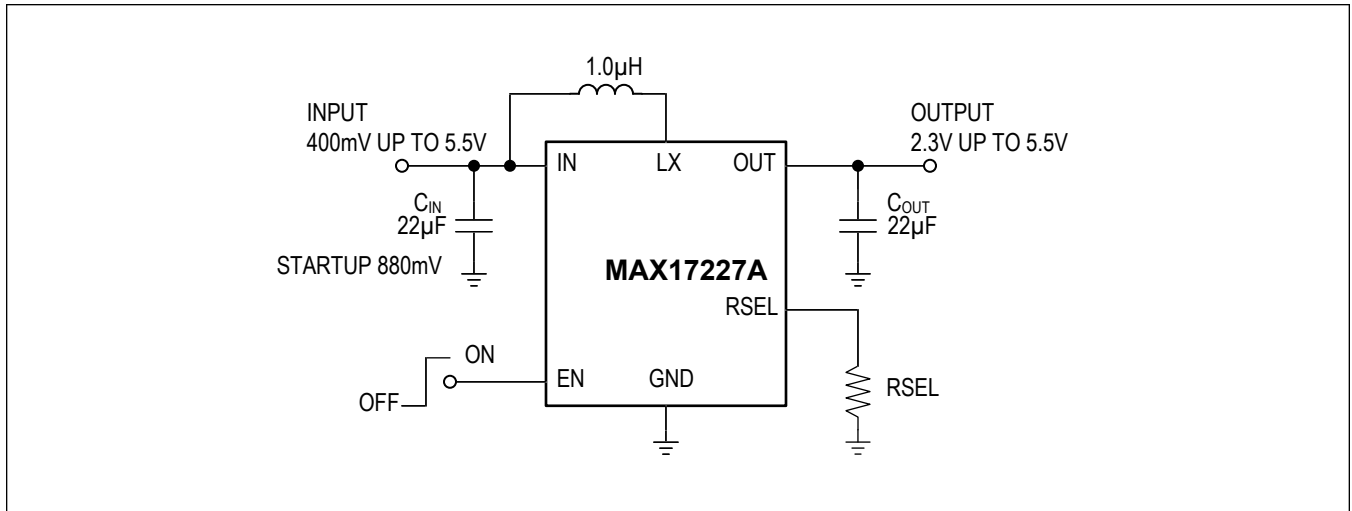 1.0µH
INPUT
400mV UP TO 5.5V
OUTPUT
2.3V UP TO 5.5V
IN
LX
OUT
CIN
22µF
COUT
22µF
STARTUP 880mV
MAX17227A
RSEL
ON
OFF
EN
GND
RSEL